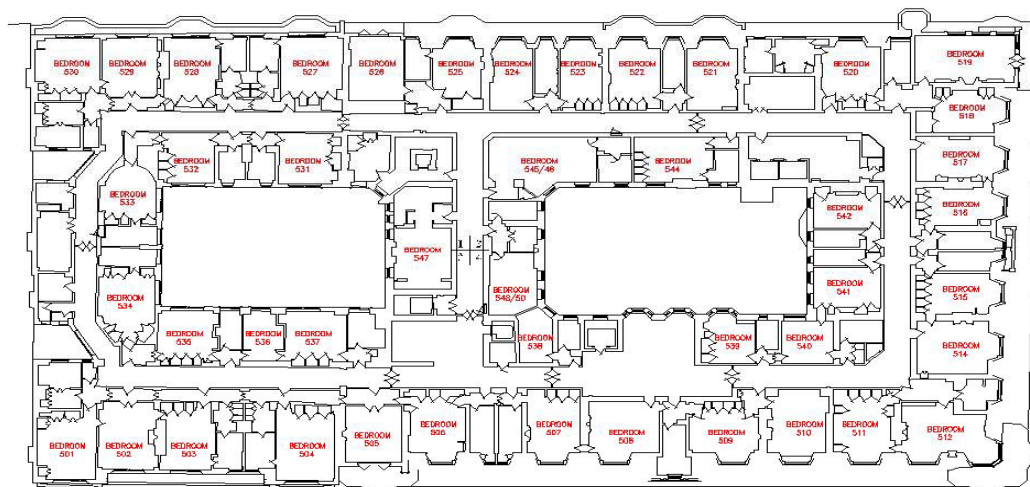 BEDROOM
530
BEDROOM
529
BEDROOM
528
BEDROOM
527
BEDROOM
526
BEDROOM
525
BEDROOM
524
BEDROOM
523
BEDROOM
522
BEDROOM
521
BEDROOM
520
BEDROOM
519
BEDROOM
518
BEDROOM
517
BEDROOM
516
BEDROOM
515
BEDROOM
514
BEDROOM
532
BEDROOM
531
BEDROOM
533
BEDROOM
545/46
BEDROOM
544
BEDROOM
542
BEDROOM
547
BEDROOM
541
BEDROOM
534
BEDROOM
548/50
BEDROOM
535
BEDROOM
536
BEDROOM
537
BEDROOM
538
BEDROOM
539
BEDROOM
540
BEDROOM
501
BEDROOM
502
BEDROOM
503
BEDROOM
504
BEDROOM
505
BEDROOM
506
BEDROOM
507
BEDROOM
508
BEDROOM
509
BEDROOM
510
BEDROOM
511
BEDROOM
512